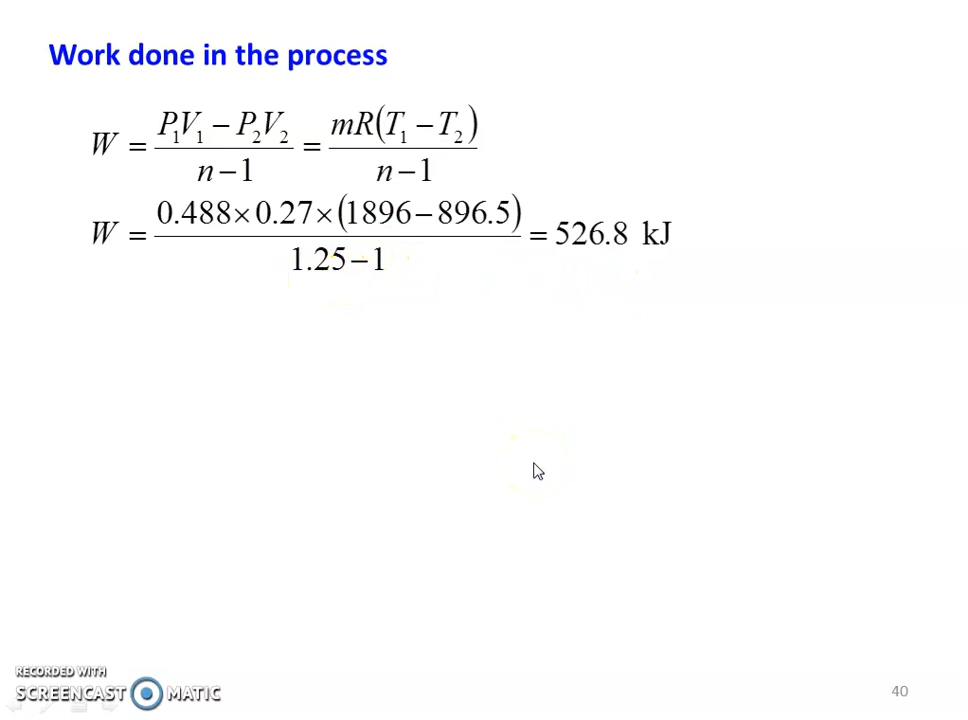 Work done in the process
W = (P₁V₁ − P₂V₂)/(n − 1) = mR(T₁ − T₂)/(n − 1)
W = 0.488 × 0.27 × (1896 − 896.5)/(1.25 − 1) = 526.8 kJ
RECORDED WITH
SCREENCAST MATIC
40